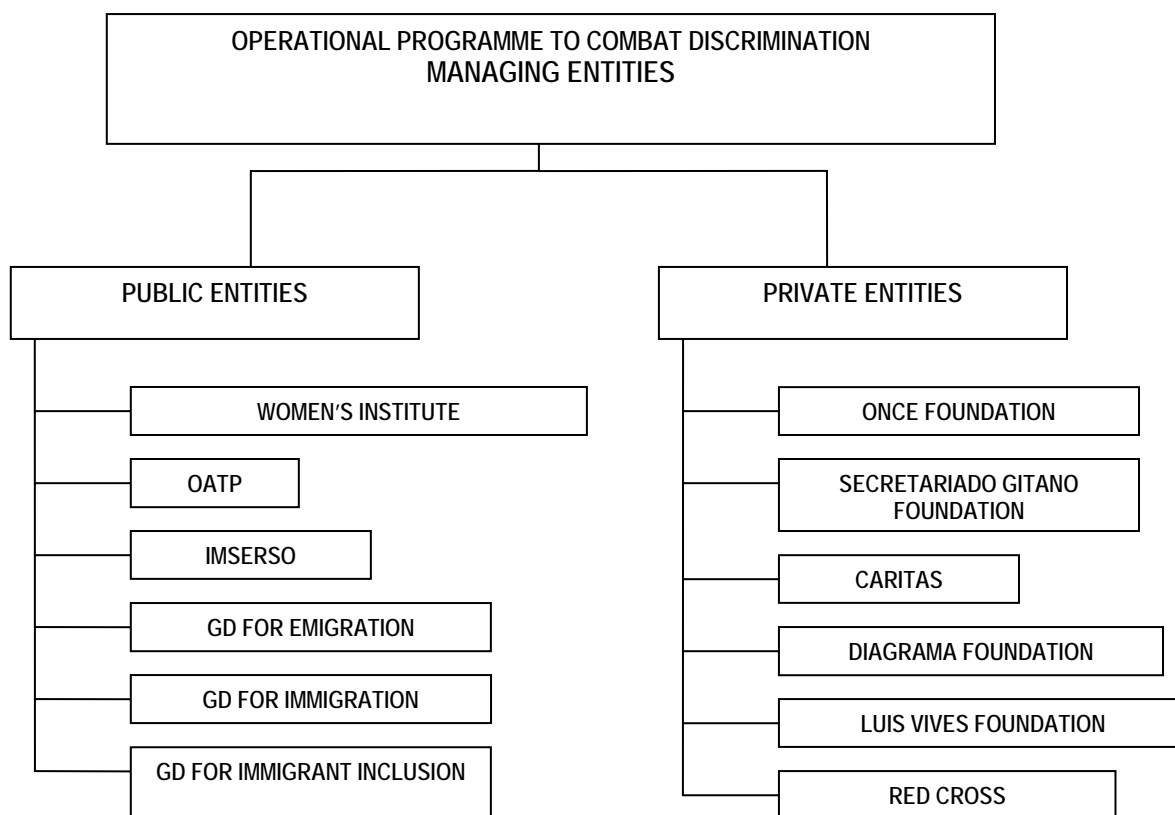 OPERATIONAL PROGRAMME TO COMBAT DISCRIMINATION
MANAGING ENTITIES
PUBLIC ENTITIES
WOMEN'S INSTITUTE
OATP
IMSERSO
GD FOR EMIGRATION
GD FOR IMMIGRATION
GD FOR IMMIGRANT INCLUSION
PRIVATE ENTITIES
ONCE FOUNDATION
SECRETARIADO GITANO
FOUNDATION
CARITAS
DIAGRAMA FOUNDATION
LUIS VIVES FOUNDATION
RED CROSS